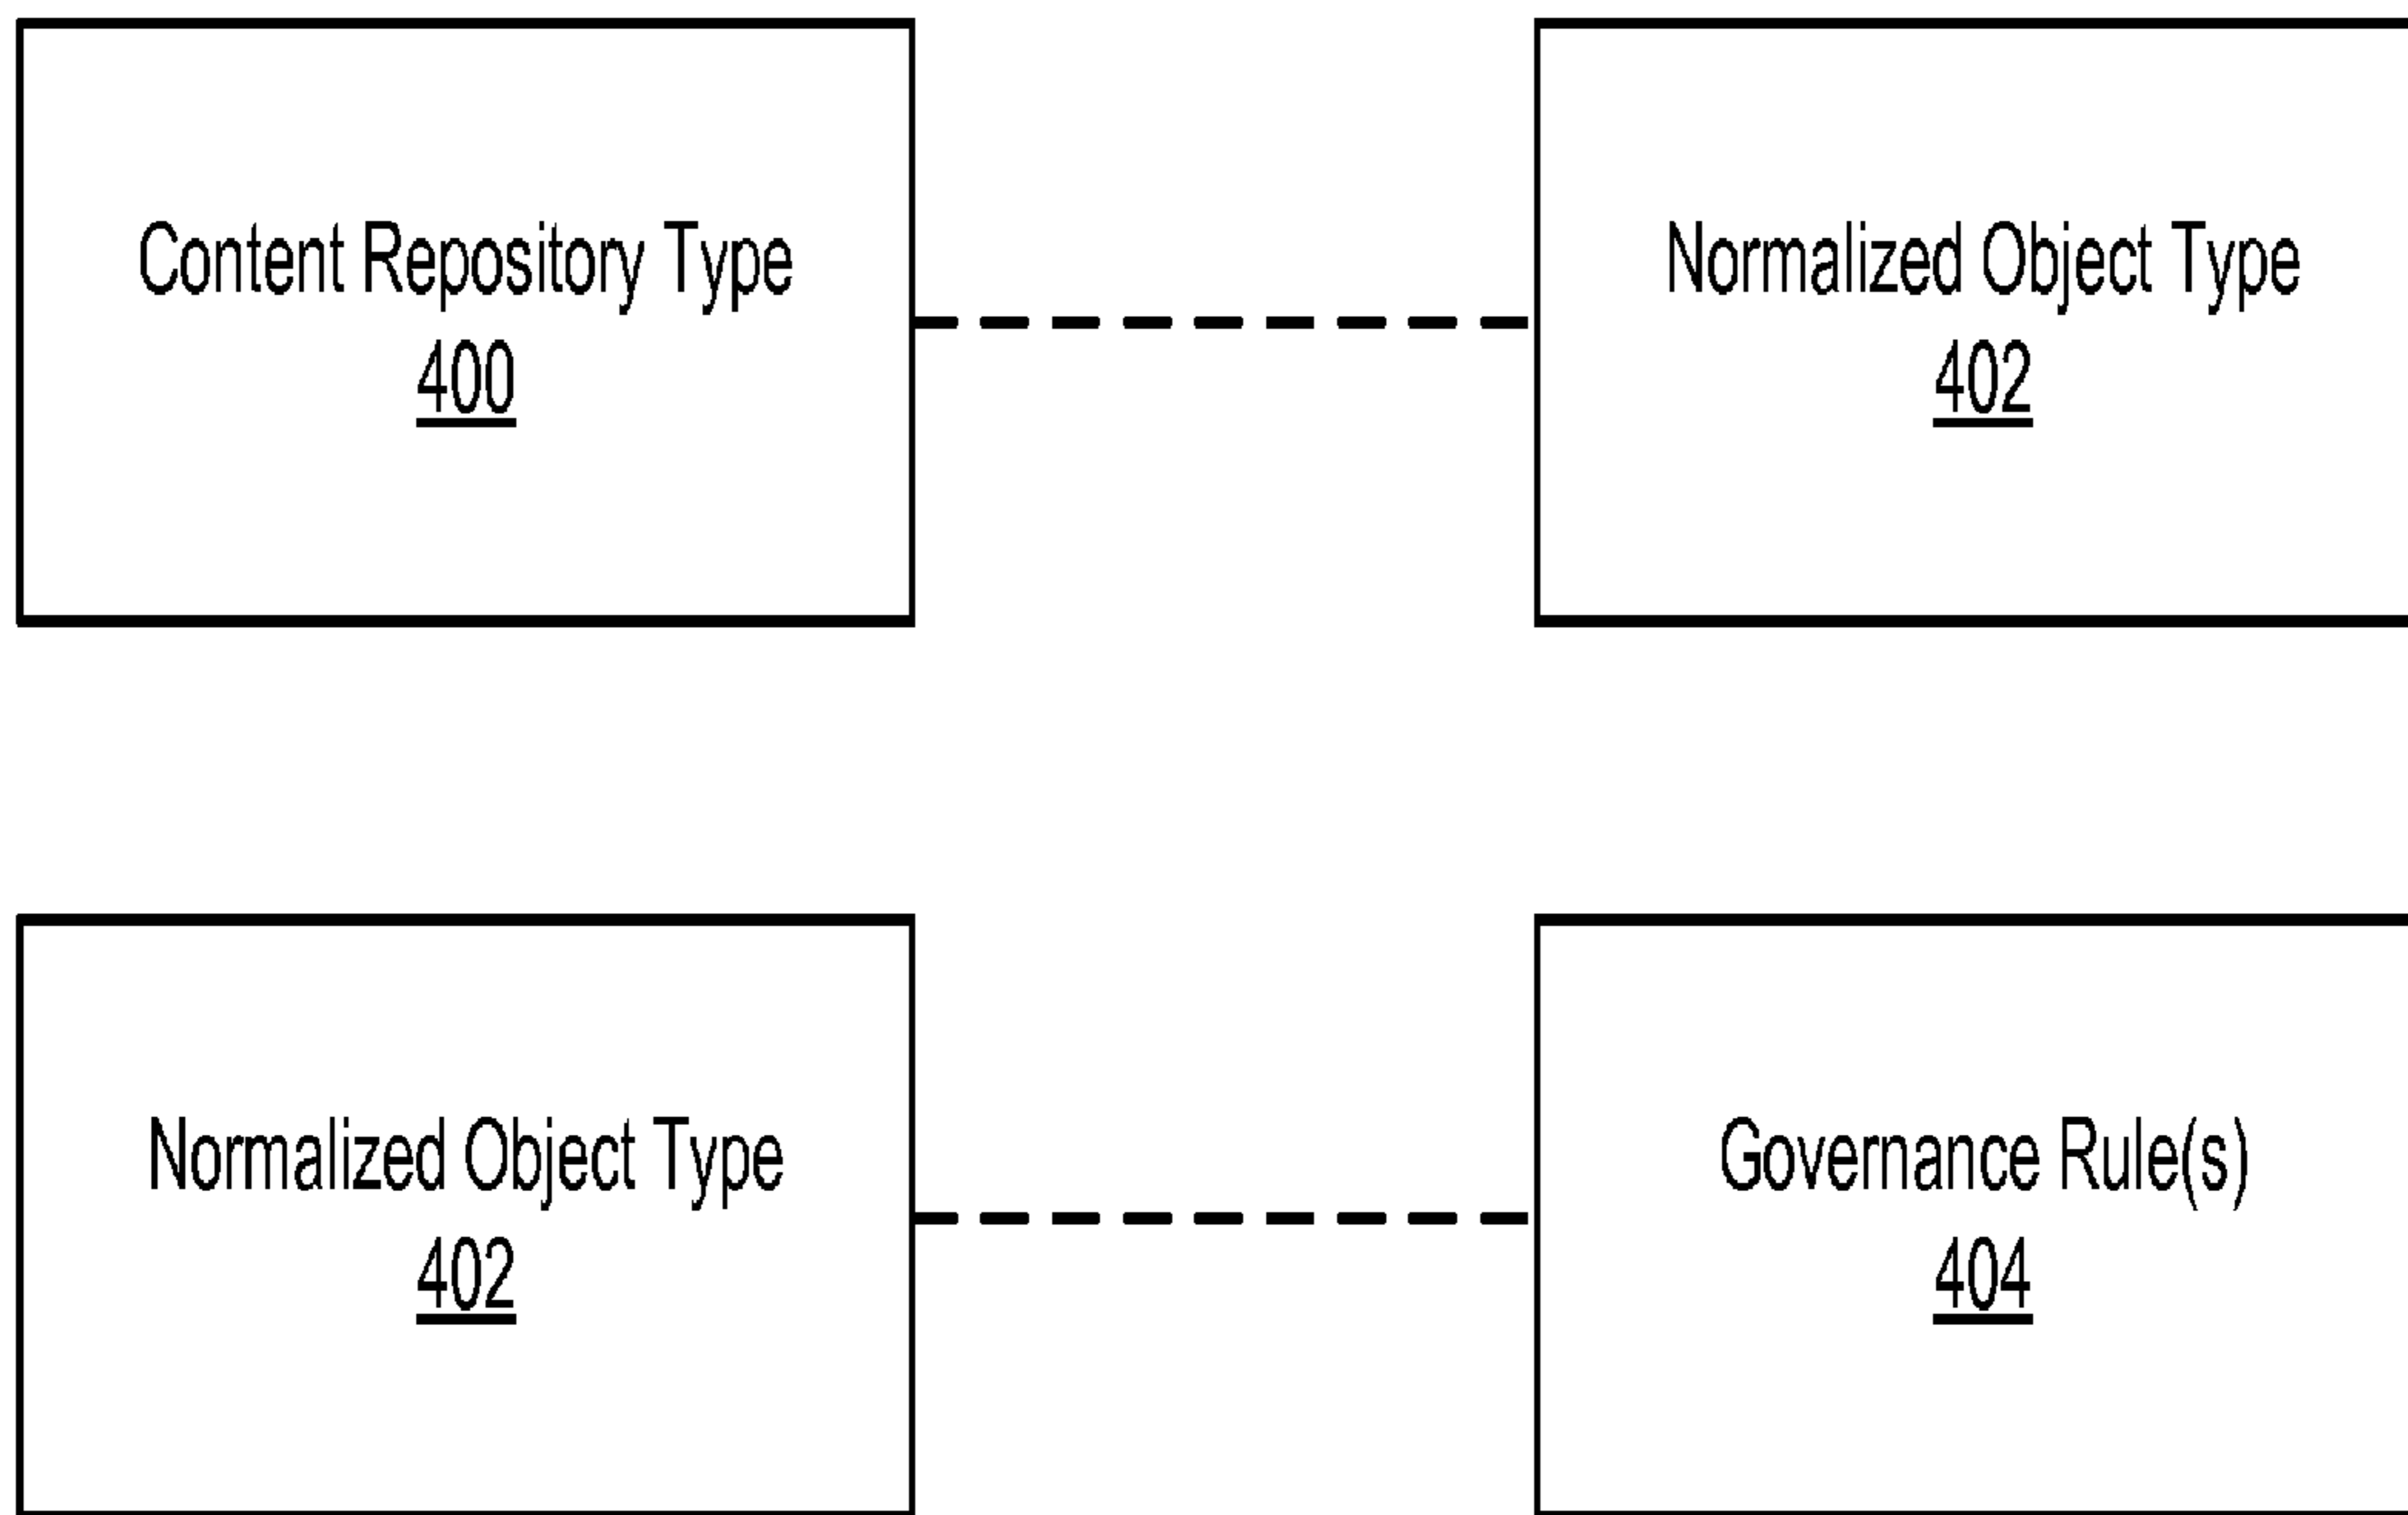 Content Repository Type
400
Normalized Object Type
402
Normalized Object Type
402
Governance Rule(s)
404